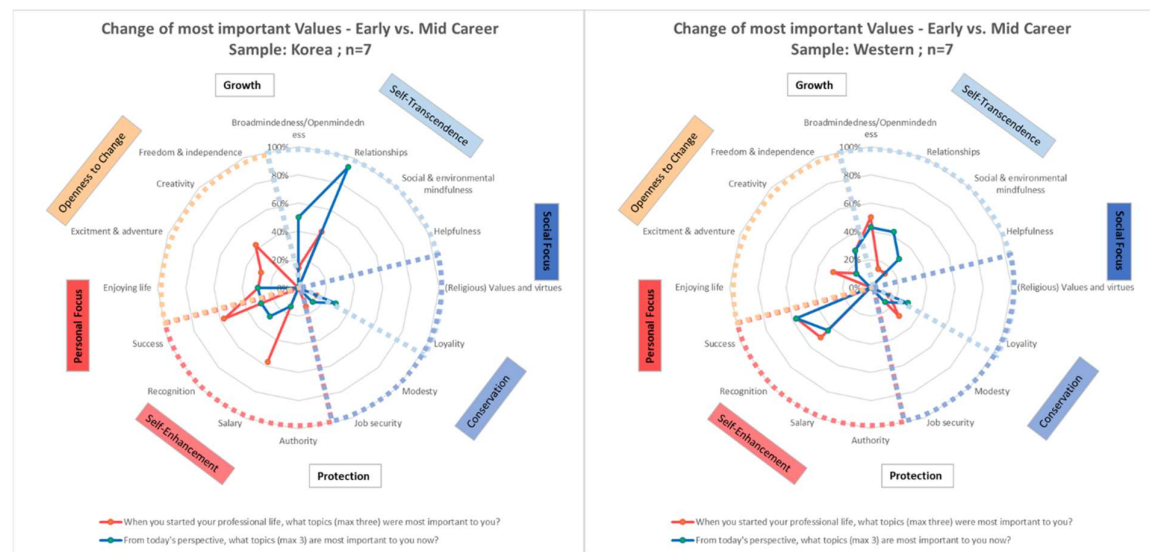 Change of most important Values - Early vs. Mid Career
Sample: Korea ; n=7
Growth
Self-Transcendence
Openness to Change
Social Focus
Personal Focus
Self-Enhancement
Conservation
Protection
Broadmindedness/Openmindedn
ess
Relationships
Social & environmental
mindfulness
Helpfulness
(Religious) Values and virtues
Loyality
Modesty
Job security
Authority
Salary
Recognition
Success
Enjoying life
Excitment & adventure
Creativity
Freedom & independence
100%
80%
60%
40%
20%
0%
When you started your professional life, what topics (max three) were most important to you?
From today's perspective, what topics (max 3) are most important to you now?
Change of most important Values - Early vs. Mid Career
Sample: Western ; n=7
Growth
Self-Transcendence
Openness to Change
Social Focus
Personal Focus
Self-Enhancement
Conservation
Protection
Broadmindedness/Openmindedn
ess
Relationships
Social & environmental
mindfulness
Helpfulness
(Religious) Values and virtues
Loyality
Modesty
Job security
Authority
Salary
Recognition
Success
Enjoying life
Excitment & adventure
Creativity
Freedom & independence
100%
80%
60%
40%
20%
0%
When you started your professional life, what topics (max three) were most important to you?
From today's perspective, what topics (max 3) are most important to you now?